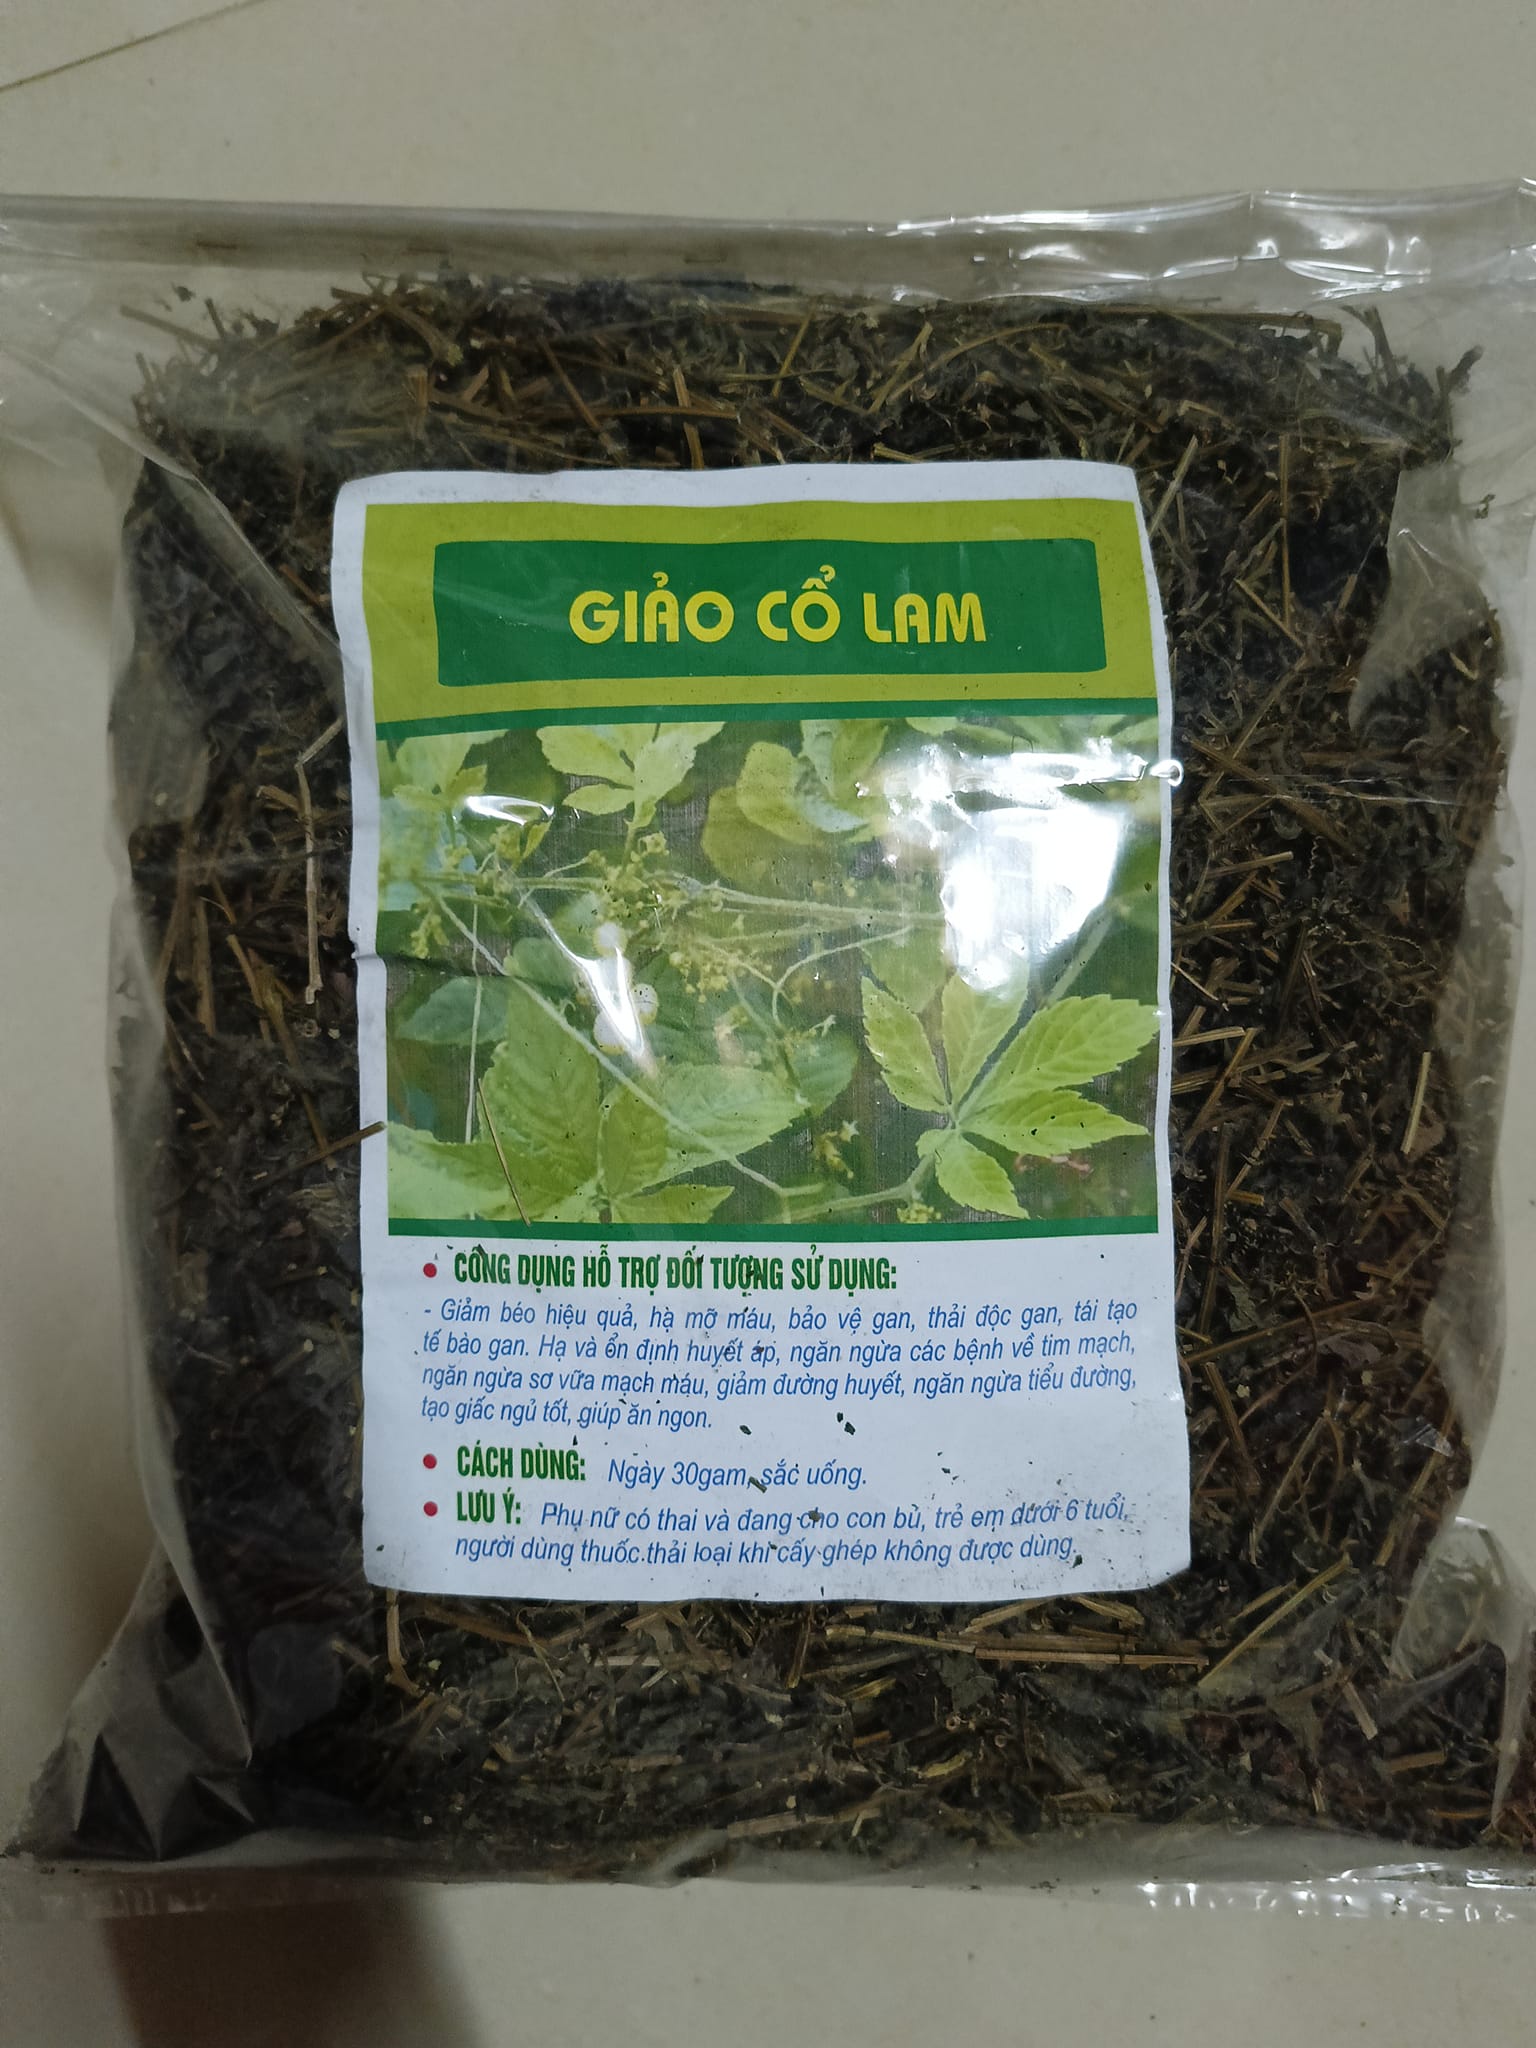 GIẢO CỔ LAM
• CÔNG DỤNG HỖ TRỢ ĐỐI TƯỢNG SỬ DỤNG:
- Giảm béo hiệu quả, hạ mỡ máu, bảo vệ gan, thải độc gan, tái tạo
tế bào gan. Hạ và ổn định huyết áp, ngăn ngừa các bệnh về tim mạch,
ngăn ngừa sơ vữa mạch máu, giảm đường huyết, ngăn ngừa tiểu đường,
tạo giấc ngủ tốt, giúp ăn ngon.
• CÁCH DÙNG: Ngày 30gam, sắc uống.
• LƯU Ý: Phụ nữ có thai và đang cho con bủ, trẻ em dưới 6 tuổi,
người dùng thuốc thải loại khi cấy ghép không được dùng.